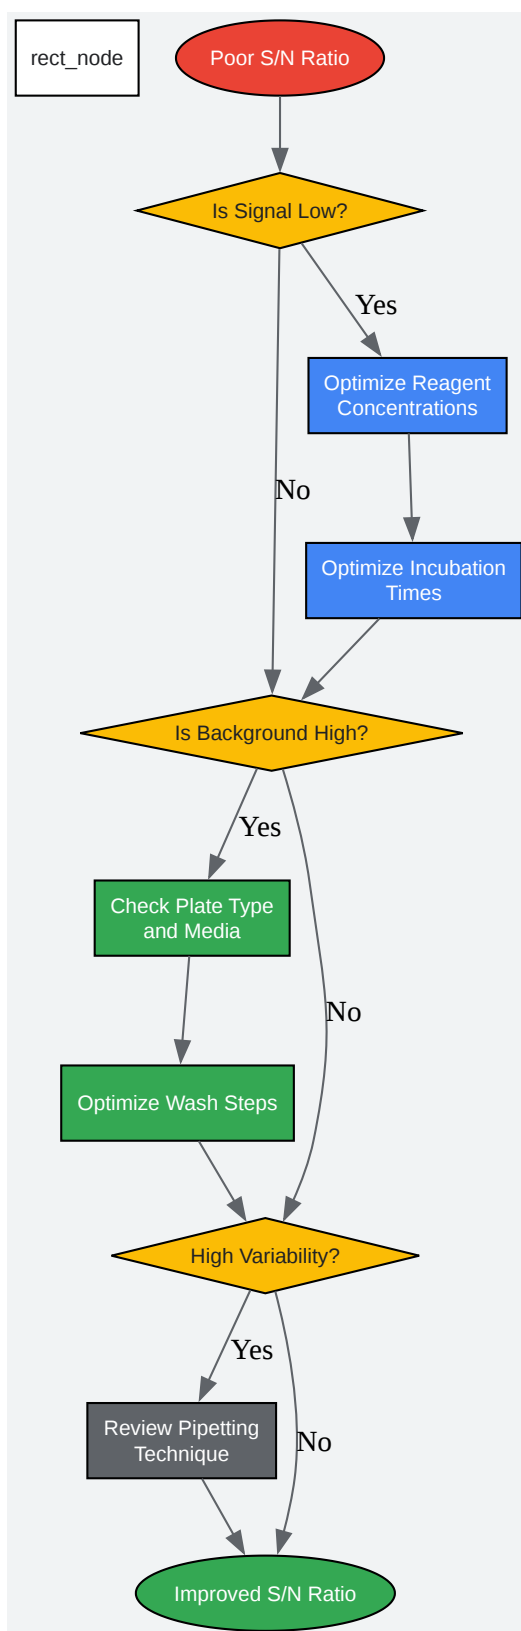 rect_node
Poor S/N Ratio
Is Signal Low?
Yes
Optimize Reagent
Concentrations
No
Optimize Incubation
Times
Is Background High?
Yes
Check Plate Type
and Media
No
Optimize Wash Steps
High Variability?
Yes
Review Pipetting
Technique
No
Improved S/N Ratio